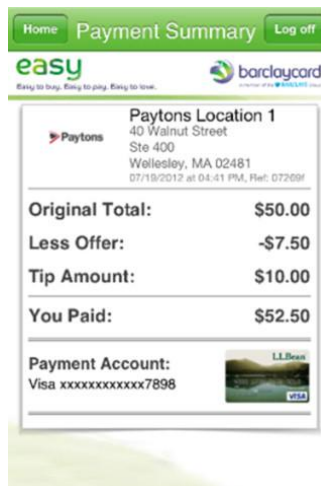 Home Payment Summary Log off
easy barclaycard
Easy to buy. Easy to pay. Easy to love.
Paytons Location 1
Paytons 40 Walnut Street
Ste 400
Wellesley, MA 02481
07/19/2012 at 04:41 PM, Ref: 07269f
Original Total: $50.00
Less Offer: -$7.50
Tip Amount: $10.00
You Paid: $52.50
Payment Account:
Visa xxxxxxxxxxxx7898
L.L.Bean
VISA